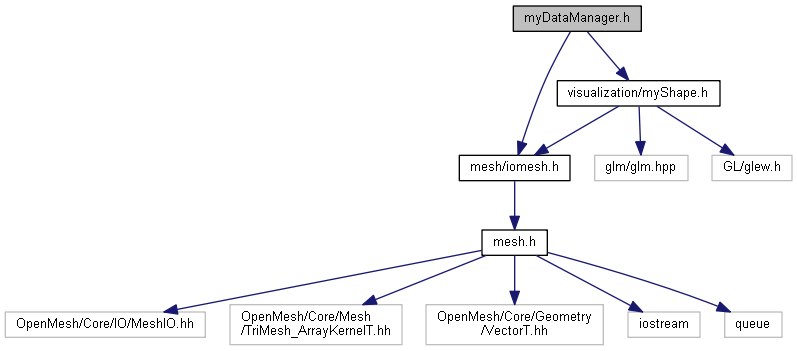 myDataManager.h
visualization/myShape.h
mesh/iomesh.h
glm/glm.hpp
GL/glew.h
mesh.h
OpenMesh/Core/IO/MeshIO.hh
OpenMesh/Core/Mesh
/TriMesh_ArrayKernelT.hh
OpenMesh/Core/Geometry
/VectorT.hh
iostream
queue